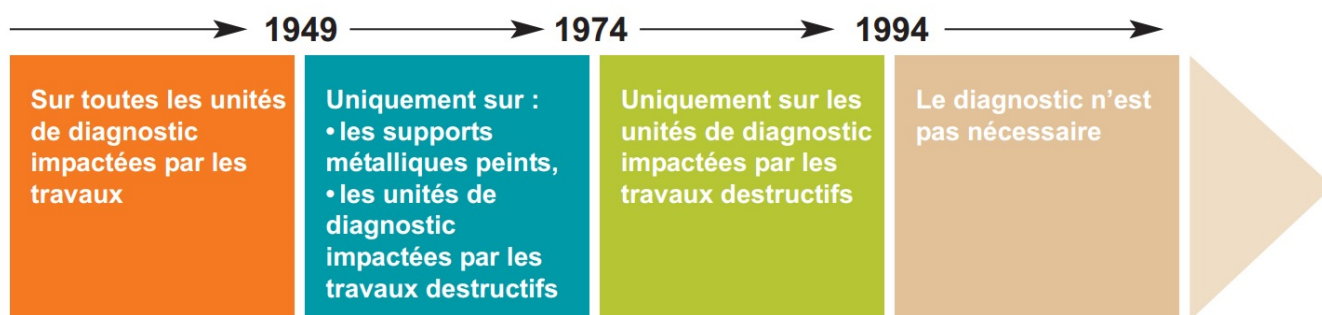 1949 1974 1994
Sur toutes les unités
de diagnostic
impactées par les
travaux
Uniquement sur :
• les supports
métalliques peints,
• les unités de
diagnostic
impactées par les
travaux destructifs
Uniquement sur les
unités de diagnostic
impactées par les
travaux destructifs
Le diagnostic n’est
pas nécessaire